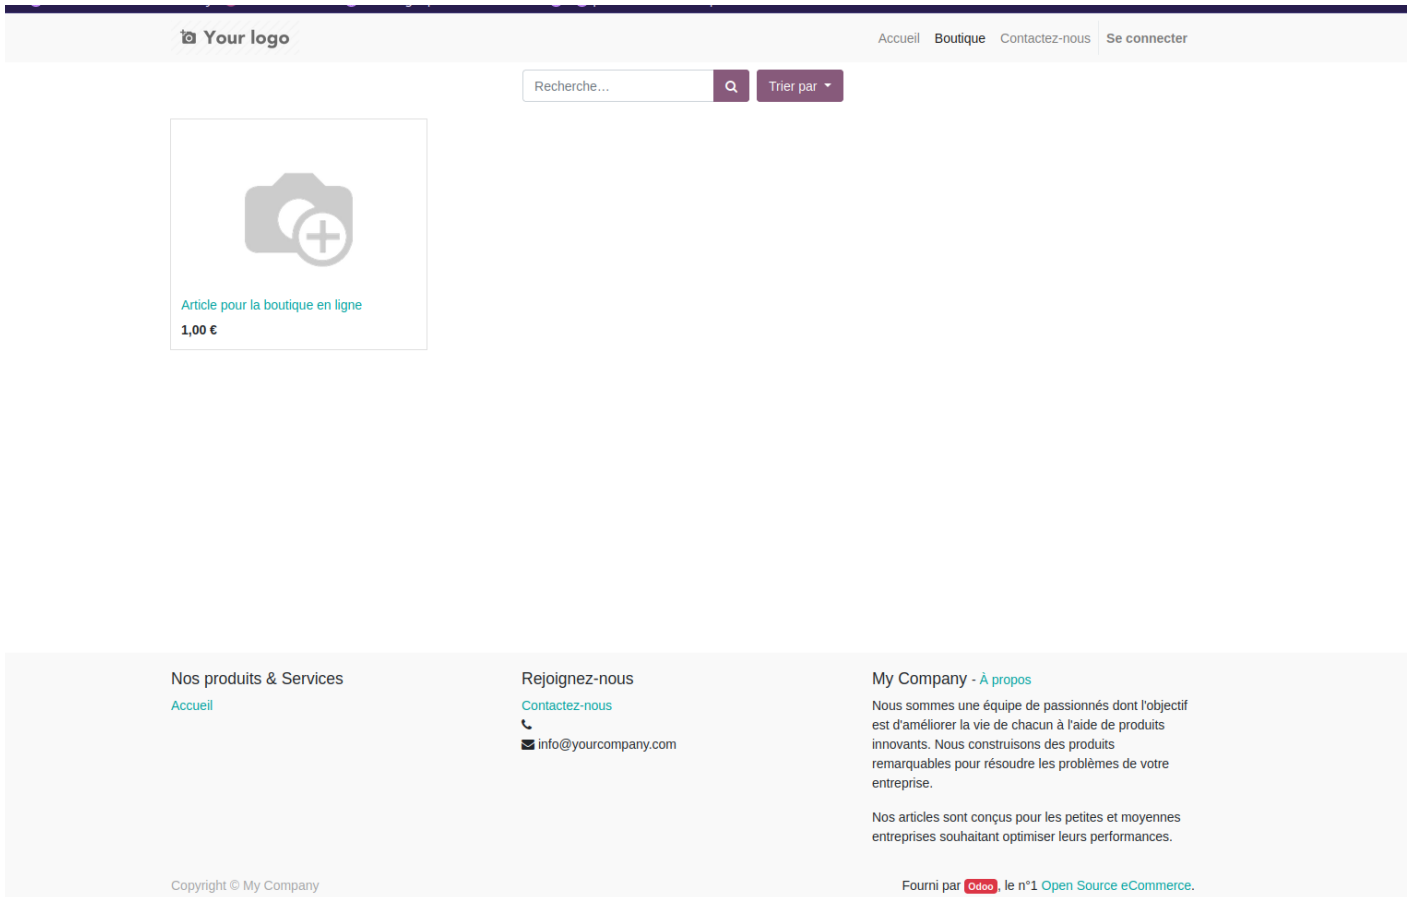 Your logo
Accueil Boutique Contactez-nous Se connecter
Recherche…
Trier par
Article pour la boutique en ligne
1,00 €
Nos produits & Services
Accueil
Rejoignez-nous
Contactez-nous
info@yourcompany.com
My Company - À propos
Nous sommes une équipe de passionnés dont l'objectif
est d'améliorer la vie de chacun à l'aide de produits
innovants. Nous construisons des produits
remarquables pour résoudre les problèmes de votre
entreprise.
Nos articles sont conçus pour les petites et moyennes
entreprises souhaitant optimiser leurs performances.
Copyright © My Company
Fourni par Odoo, le n°1 Open Source eCommerce.